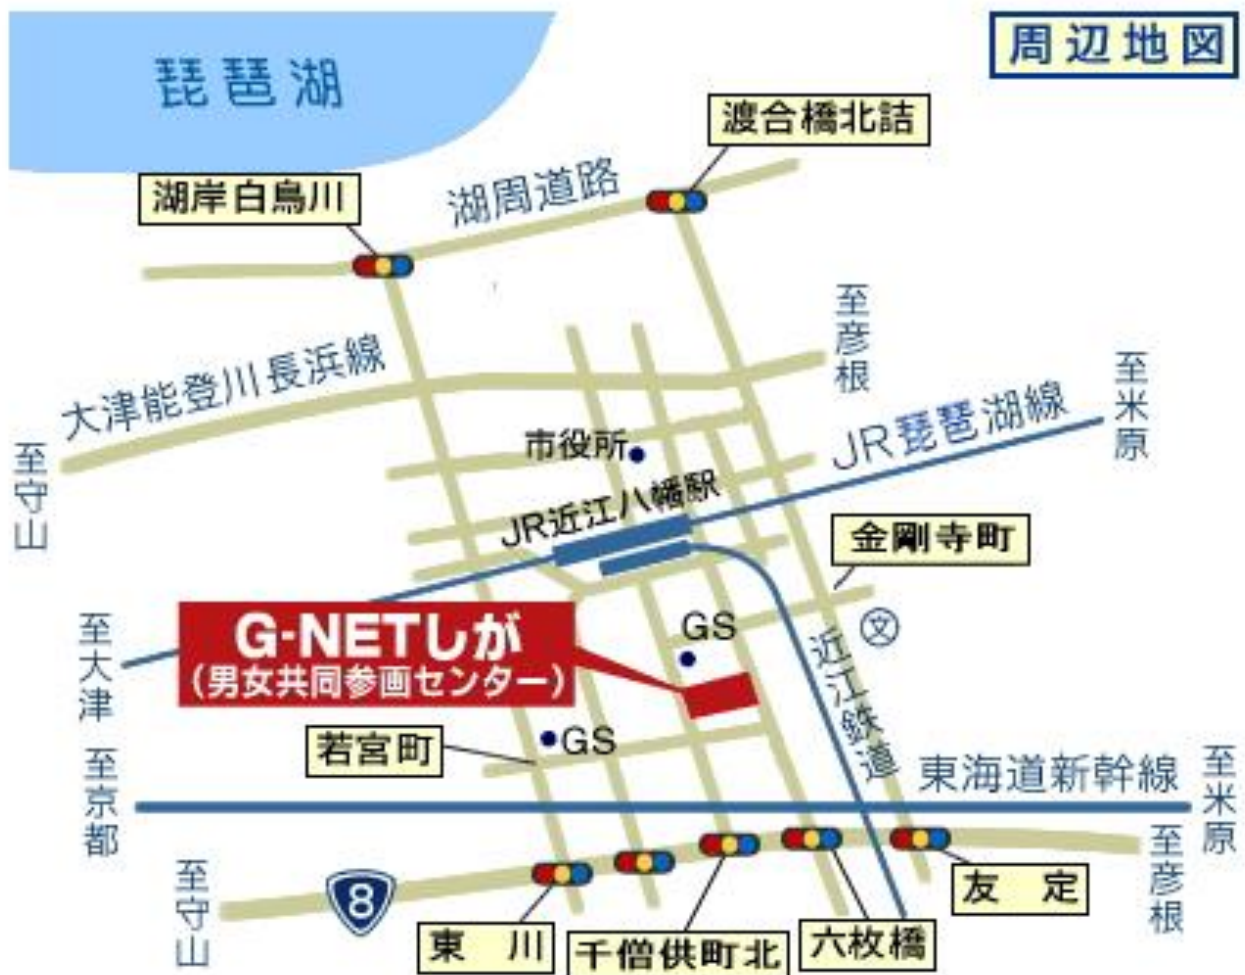 周辺地図
琵琶湖
渡合橋北詰
湖岸白鳥川
湖周道路
至彦根
至米原
大津能登川長浜線
JR琵琶湖線
至守山
市役所
JR近江八幡駅
金剛寺町
G-NETしが
(男女共同参画センター)
GS
文
近江鉄道
至大津
若宮町
GS
至京都
東海道新幹線
至米原
至彦根
至守山
8
東川
千僧供町北
六枚橋
友定